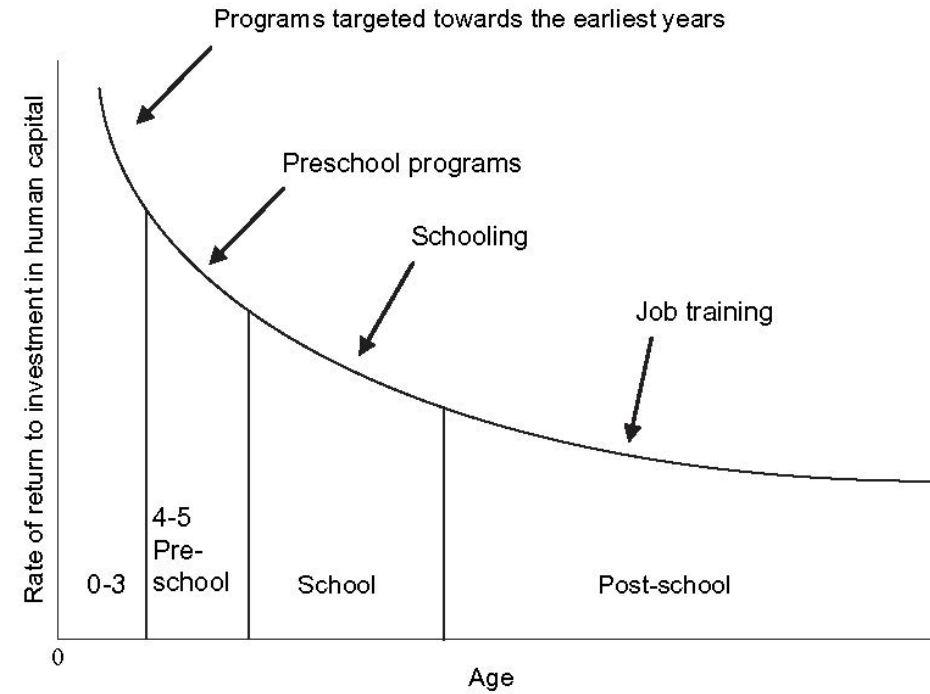 Programs targeted towards the earliest years
Preschool programs
Schooling
Job training
Rate of return to investment in human capital
0-3
4-5
Pre-
school
School
Post-school
0
Age